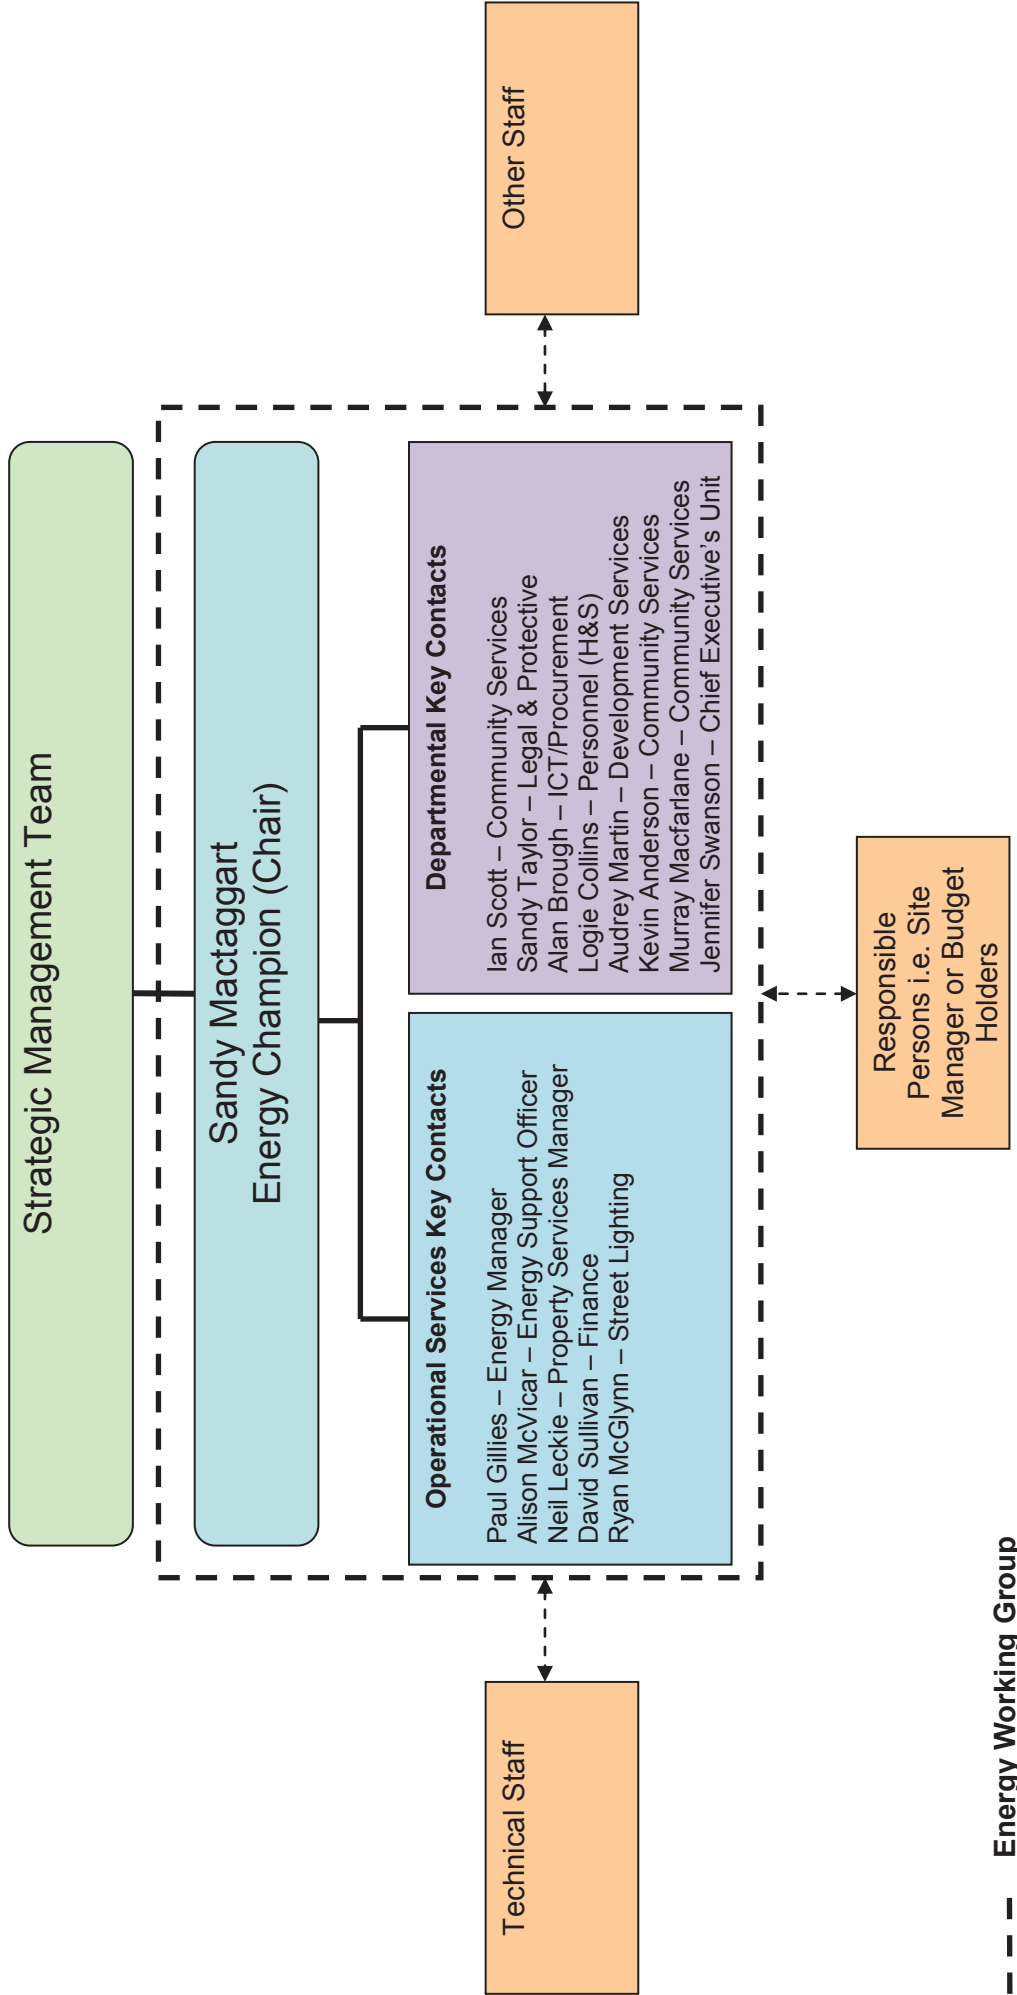 Strategic Management Team
Sandy Mactaggart
Energy Champion (Chair)
Operational Services Key Contacts
Paul Gillies – Energy Manager
Alison McVicar – Energy Support Officer
Neil Leckie – Property Services Manager
David Sullivan – Finance
Ryan McGlynn – Street Lighting
Departmental Key Contacts
Ian Scott – Community Services
Sandy Taylor – Legal & Protective
Alan Brough – ICT/Procurement
Logie Collins – Personnel (H&S)
Audrey Martin – Development Services
Kevin Anderson – Community Services
Murray Macfarlane – Community Services
Jennifer Swanson – Chief Executive’s Unit
Technical Staff
Other Staff
Responsible
Persons i.e. Site
Manager or Budget
Holders
Energy Working Group